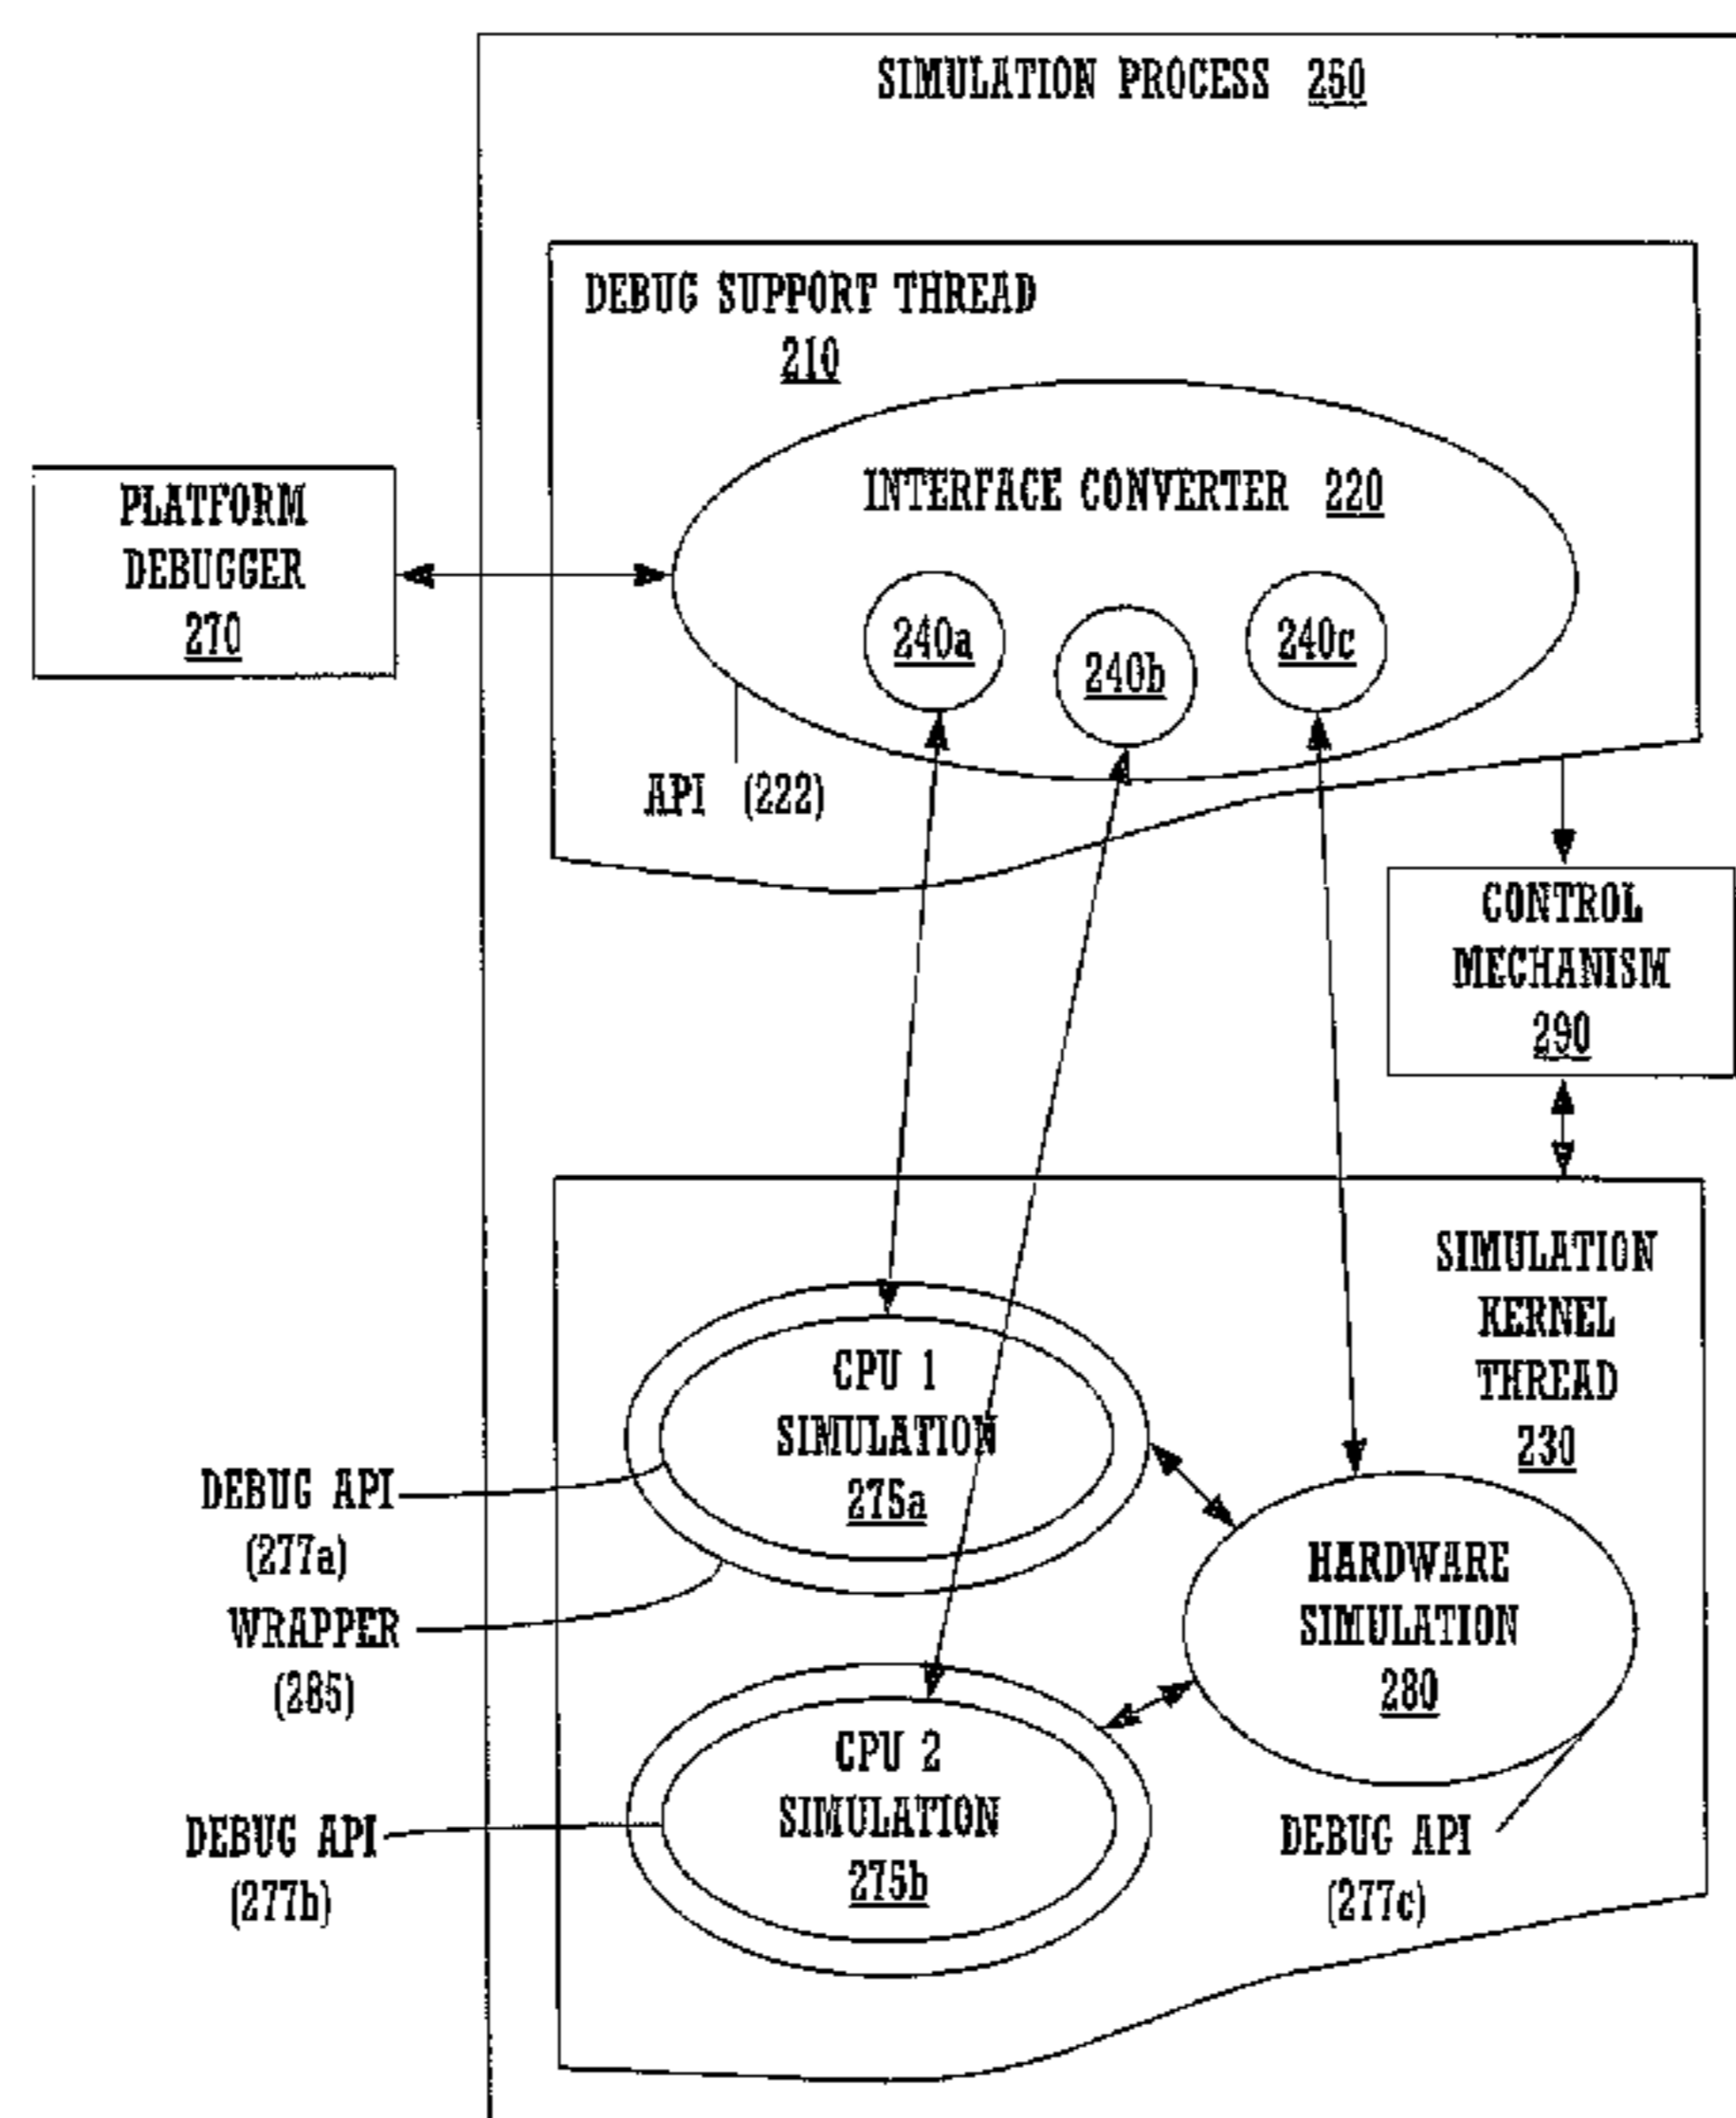 SIMULATION PROCESS 260
DEBUG SUPPORT THREAD
210
INTERFACE CONVERTER 220
PLATFORM
DEBUGGER
270
240a
240b
240c
API (222)
CONTROL
MECHANISM
290
SIMULATION
KERNEL
THREAD
230
CPU 1
SIMULATION
275a
DEBUG API
(277a)
WRAPPER
(285)
HARDWARE
SIMULATION
280
CPU 2
SIMULATION
275b
DEBUG API
(277b)
DEBUG API
(277c)